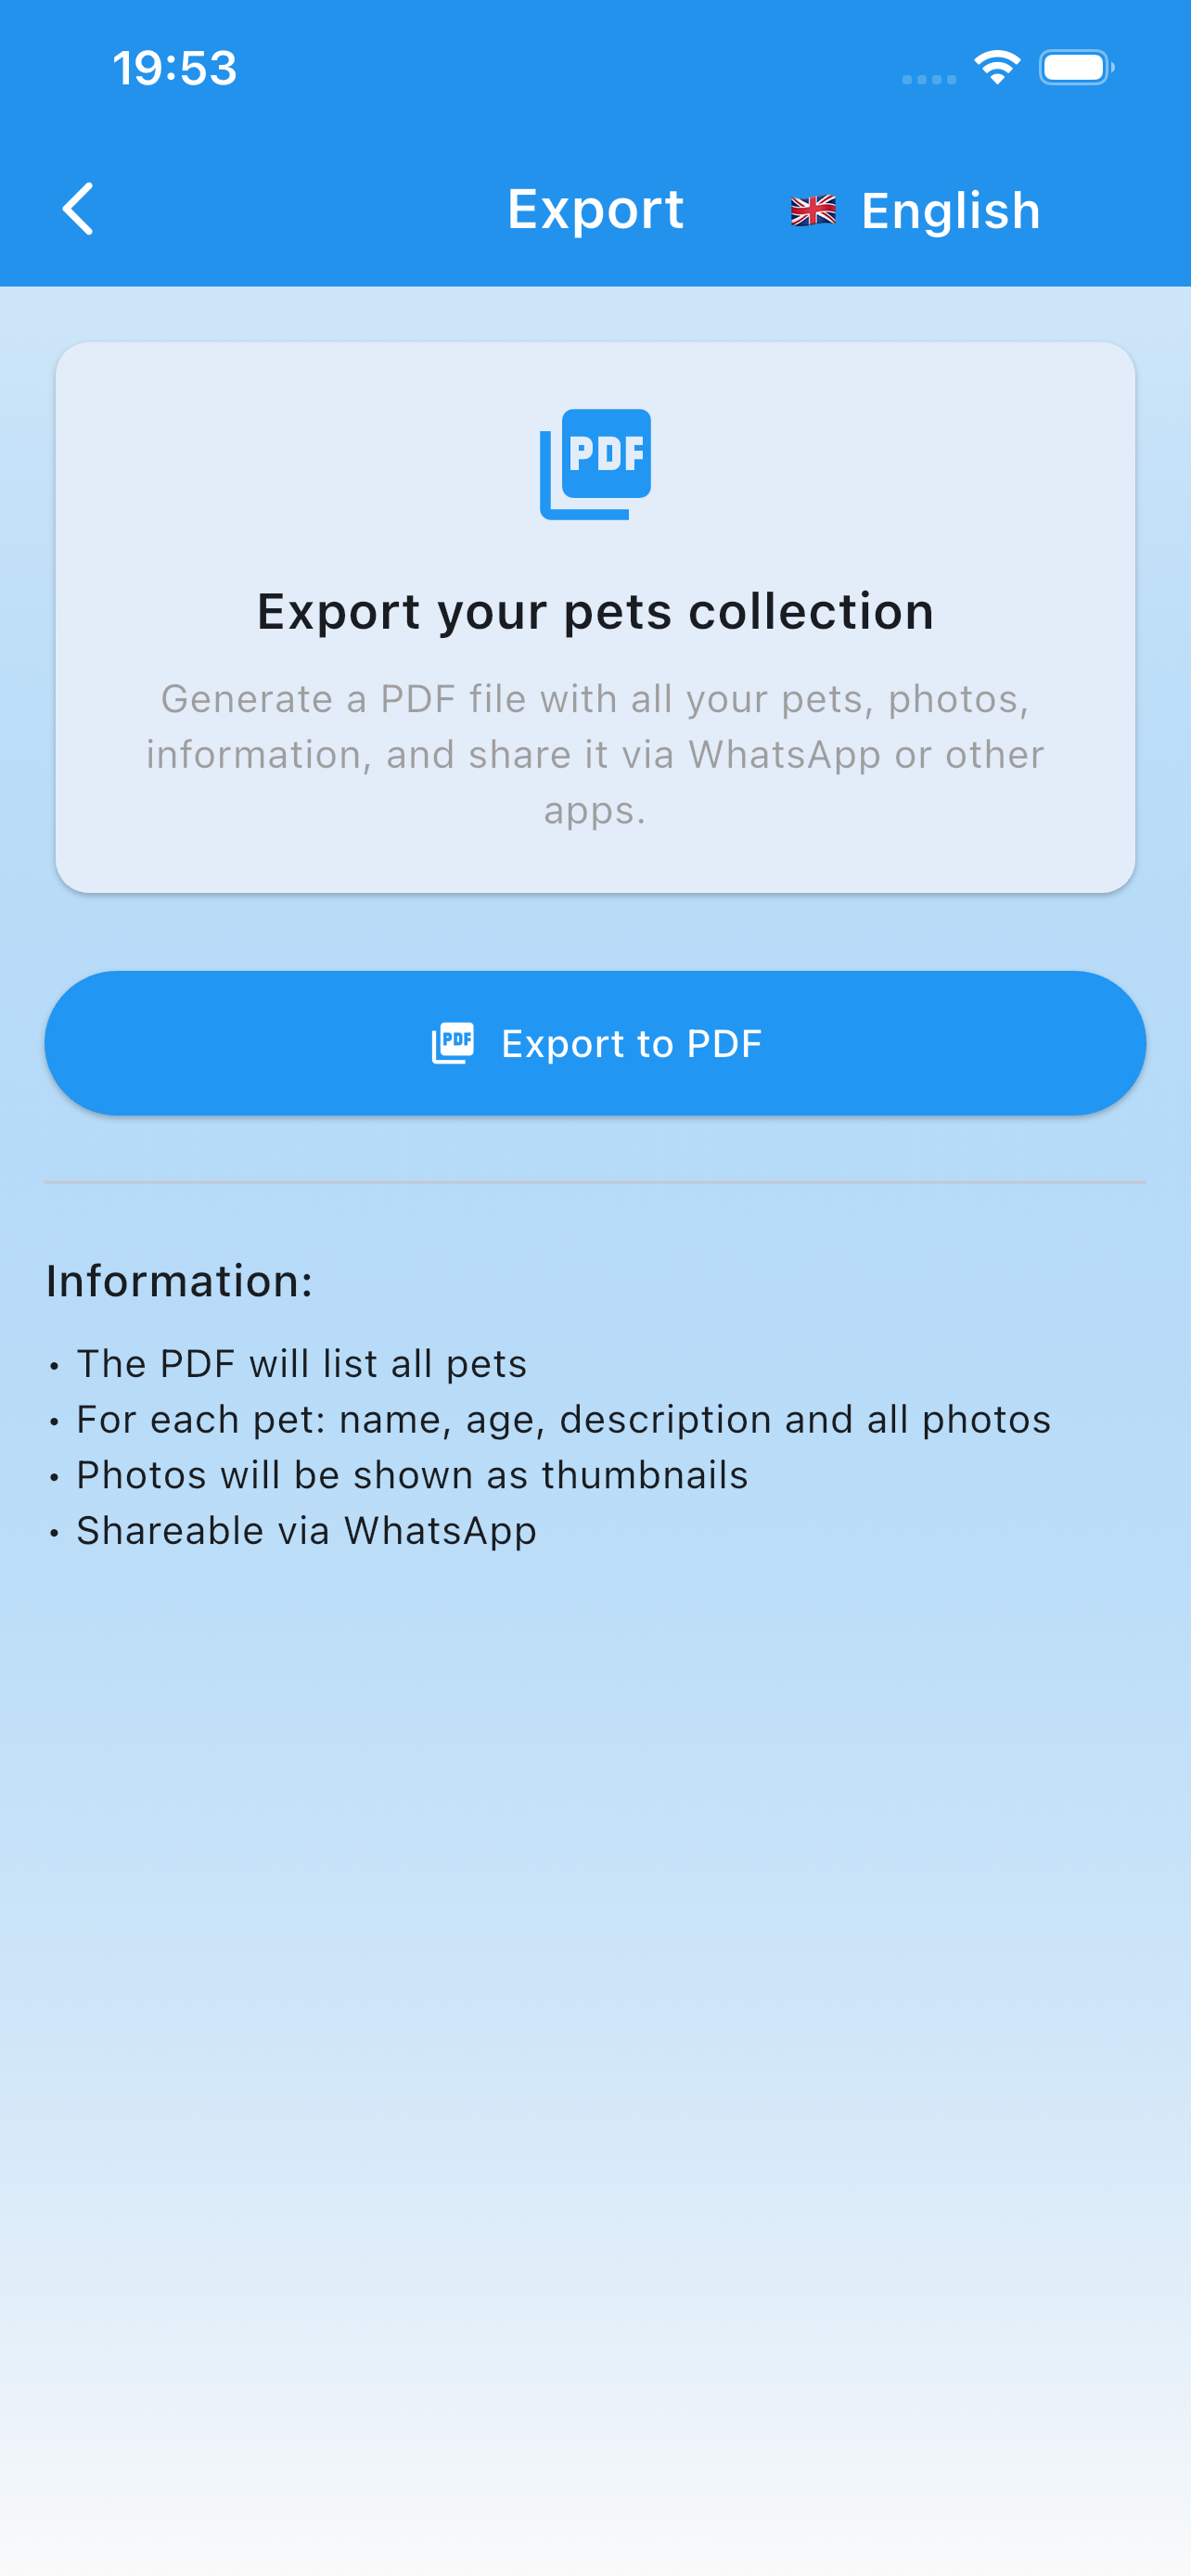 19:53
Export
🇬🇧 English
PDF
Export your pets collection
Generate a PDF file with all your pets, photos,
information, and share it via WhatsApp or other
apps.
PDF Export to PDF
Information:
• The PDF will list all pets
• For each pet: name, age, description and all photos
• Photos will be shown as thumbnails
• Shareable via WhatsApp